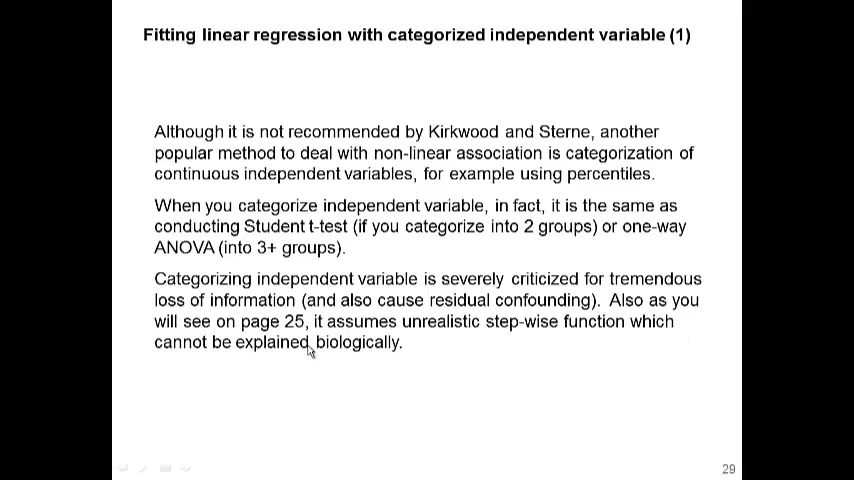 Fitting linear regression with categorized independent variable (1)
Although it is not recommended by Kirkwood and Sterne, another
popular method to deal with non-linear association is categorization of
continuous independent variables, for example using percentiles.
When you categorize independent variable, in fact, it is the same as
conducting Student t-test (if you categorize into 2 groups) or one-way
ANOVA (into 3+ groups).
Categorizing independent variable is severely criticized for tremendous
loss of information (and also cause residual confounding). Also as you
will see on page 25, it assumes unrealistic step-wise function which
cannot be explained biologically.
29